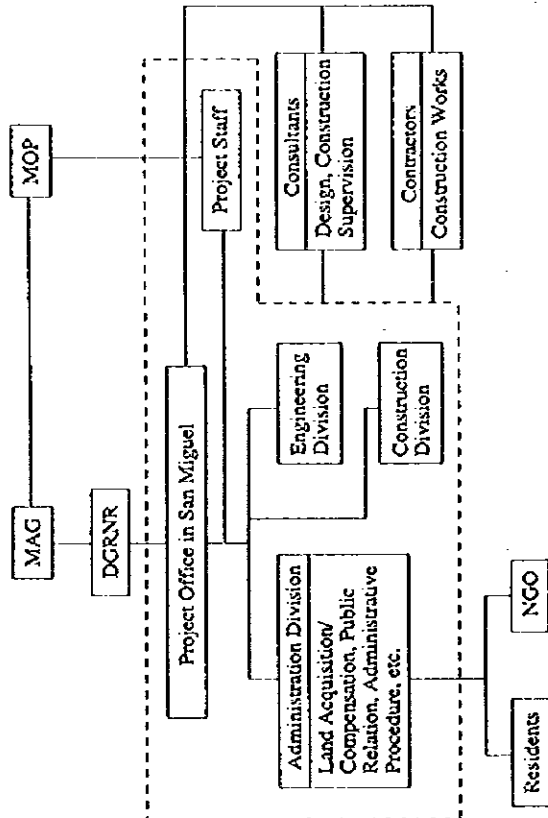 MAG
MOP
DGRNR
Project Office in San Miguel
Project Staff
Administration Division
Land Acquisition/
Compensation, Public
Relation, Administrative
Procedure, etc.
Engineering
Division
Construction
Division
Consultants
Design, Construction
Supervision
Contractors
Construction Works
Residents
NGO